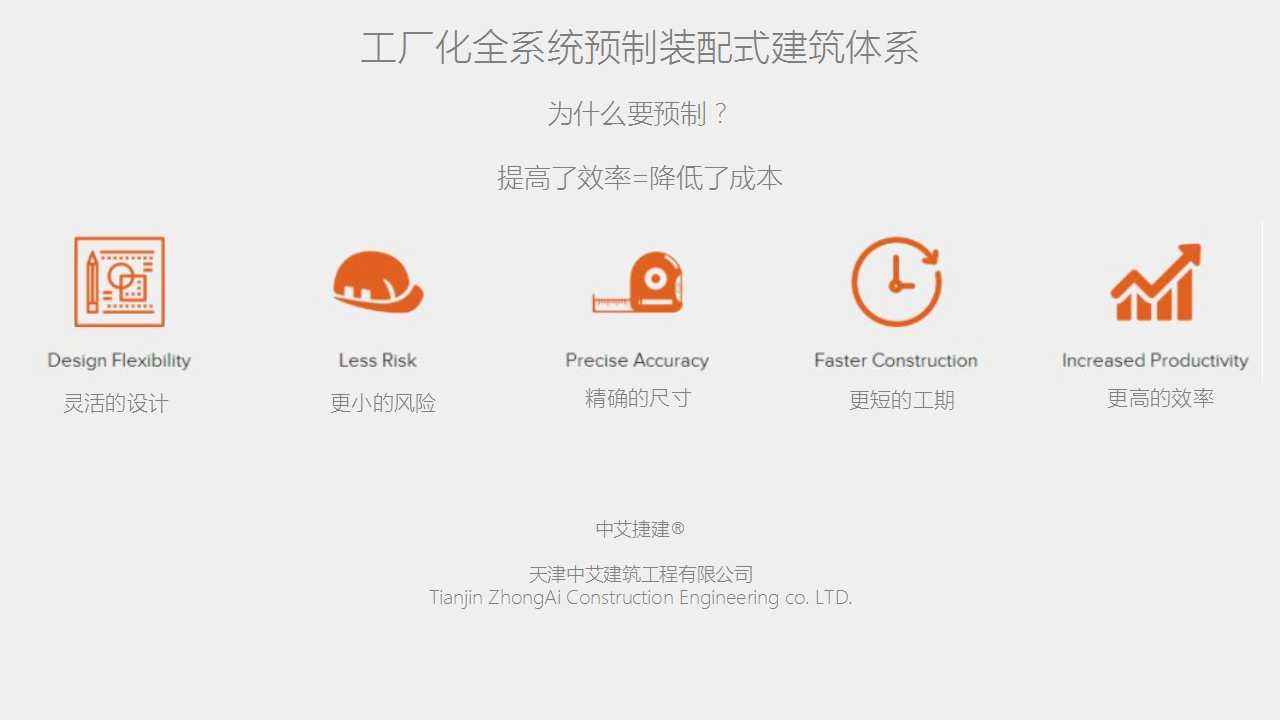 工厂化全系统预制装配式建筑体系
为什么要预制？
提高了效率=降低了成本
Design Flexibility
Less Risk
Precise Accuracy
Faster Construction
Increased Productivity
灵活的设计
更小的风险
精确的尺寸
更短的工期
更高的效率
中艾捷建®
天津中艾建筑工程有限公司
Tianjin ZhongAi Construction Engineering co. LTD.